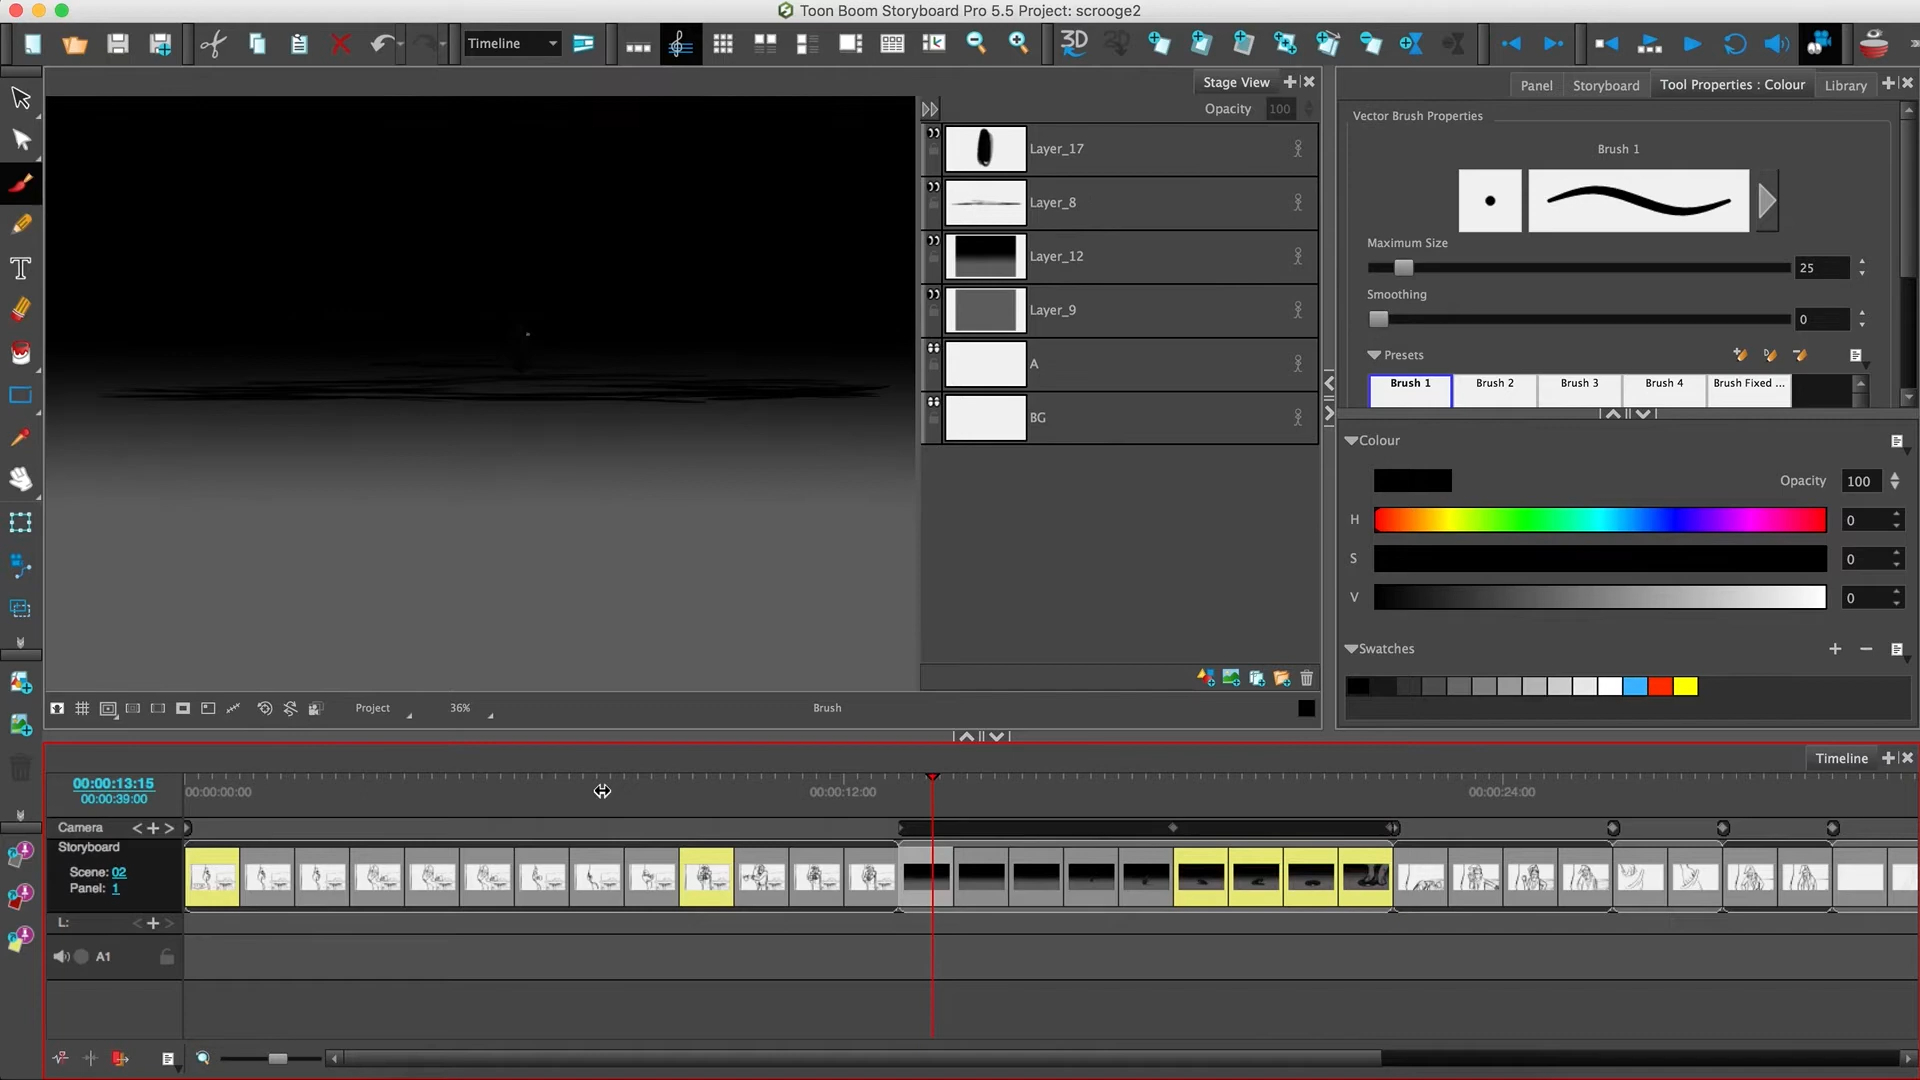 Toon Boom Storyboard Pro 5.5 Project: scrooge2
Timeline
3D
Stage View
Opacity 100
Layer_17
Layer_8
Layer_12
Layer_9
A
BG
Panel Storyboard Tool Properties : Colour Library
Vector Brush Properties
Brush 1
Maximum Size
25
Smoothing
0
Presets
Brush 1 Brush 2 Brush 3 Brush 4 Brush Fixed ...
Colour
Opacity 100
H 0
S 0
V 0
Swatches
Project 36% Brush
Timeline
00:00:13:15
00:00:39:00
00:00:00:00 00:00:12:00 00:00:24:00
Camera
Storyboard
Scene: 02
Panel: 1
L:
A1